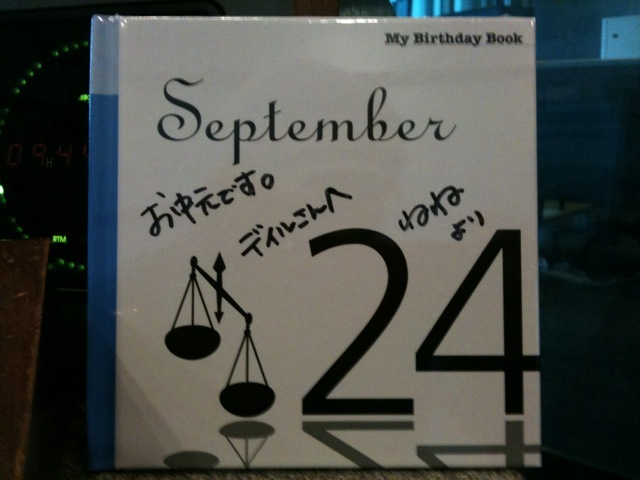 My Birthday Book
September
お中元です。
ディルさんへ
ねねより
24
RTM